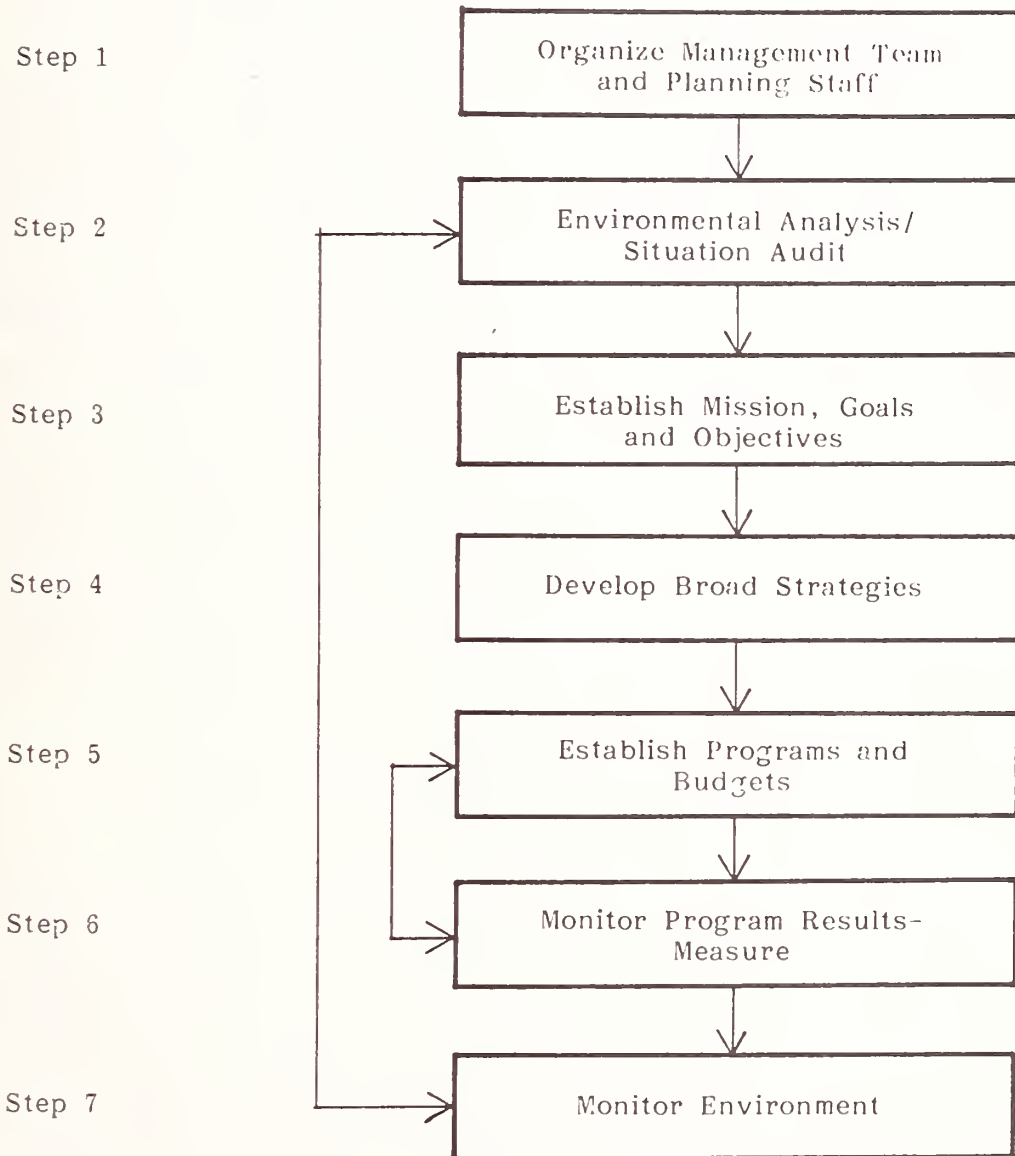 Step 1
Organize Management Team
and Planning Staff
Step 2
Environmental Analysis/
Situation Audit
Step 3
Establish Mission, Goals
and Objectives
Step 4
Develop Broad Strategies
Step 5
Establish Programs and
Budgets
Step 6
Monitor Program Results-
Measure
Step 7
Monitor Environment